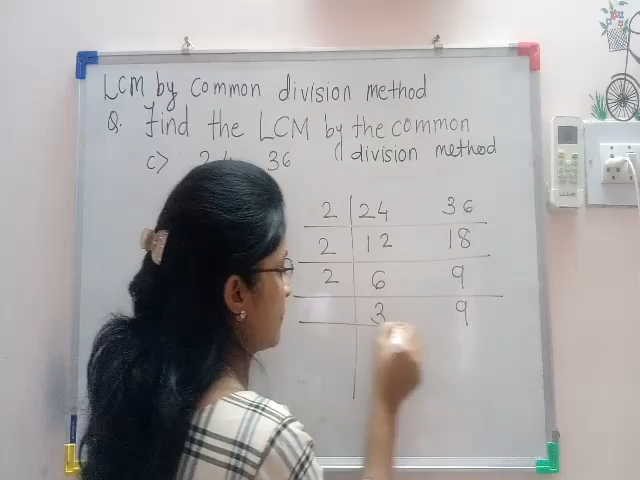 LCM by common division method
Q. Find the LCM by the common
division method
c> 24 36
2 24 36
2 12 18
2 6 9
3 9